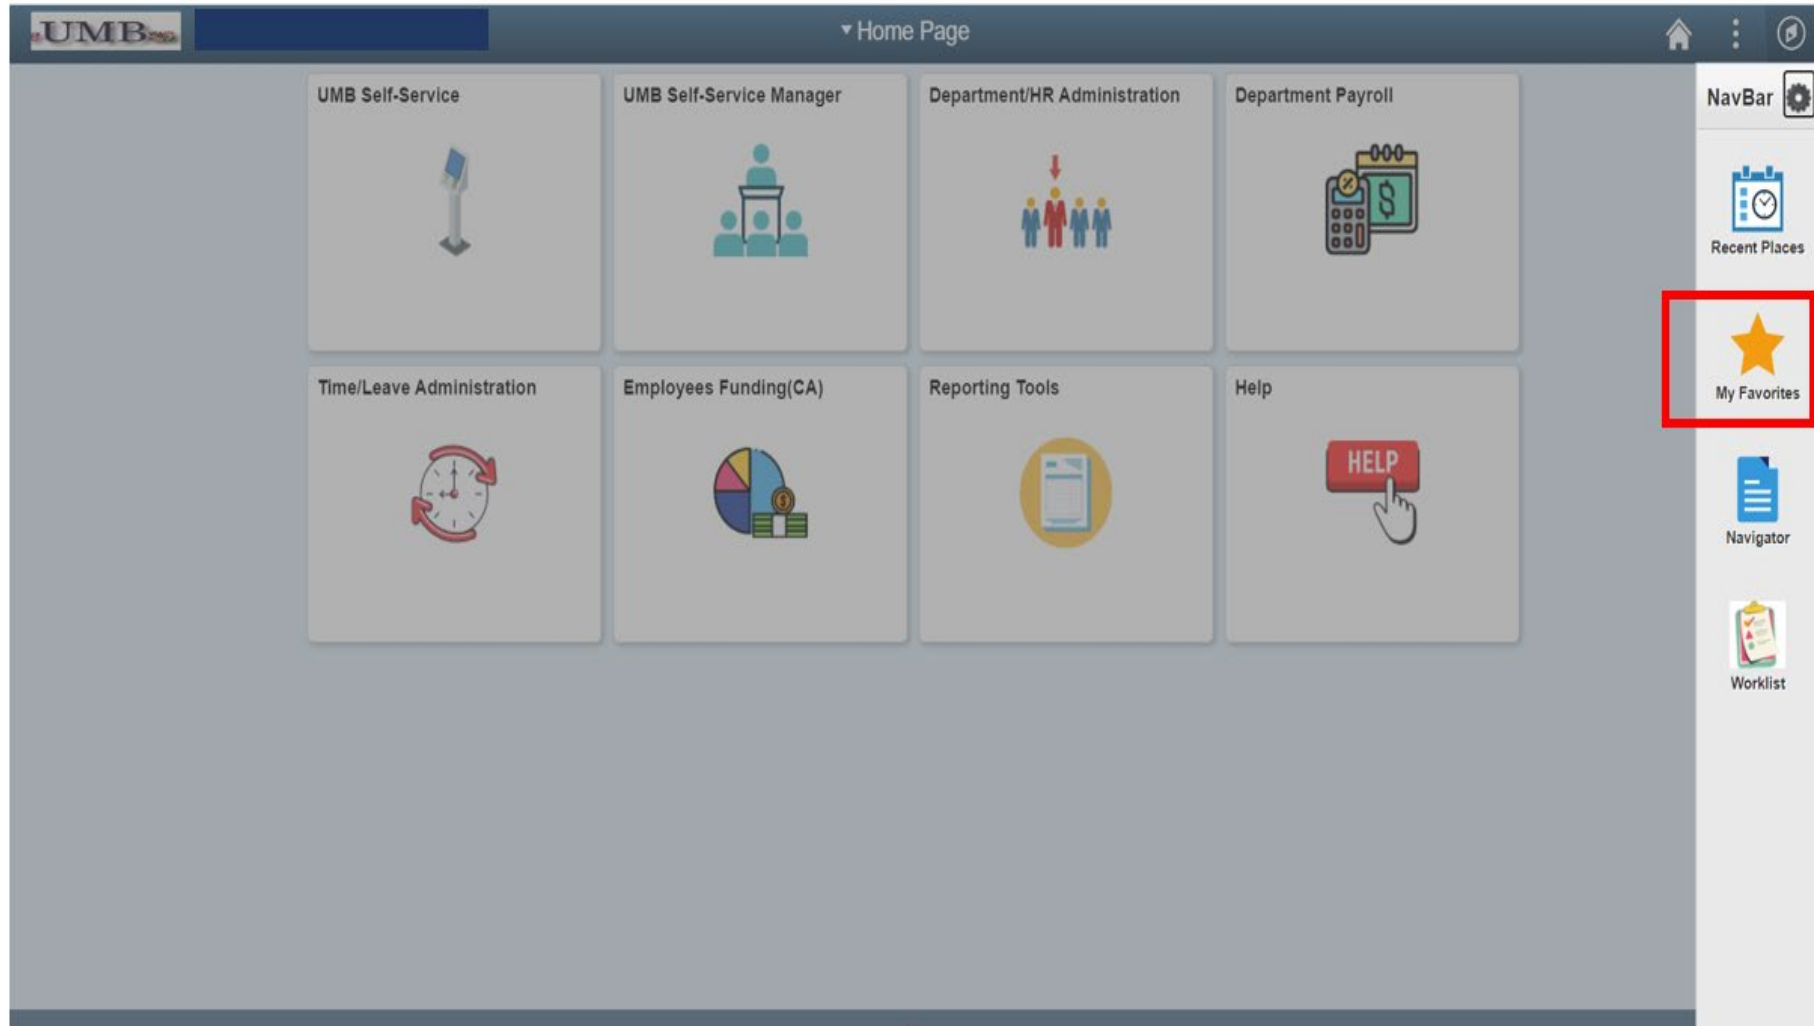 UMB
Home Page
NavBar
UMB Self-Service
UMB Self-Service Manager
Department/HR Administration
Department Payroll
Time/Leave Administration
Employees Funding(CA)
Reporting Tools
Help
HELP
Recent Places
My Favorites
Navigator
Worklist